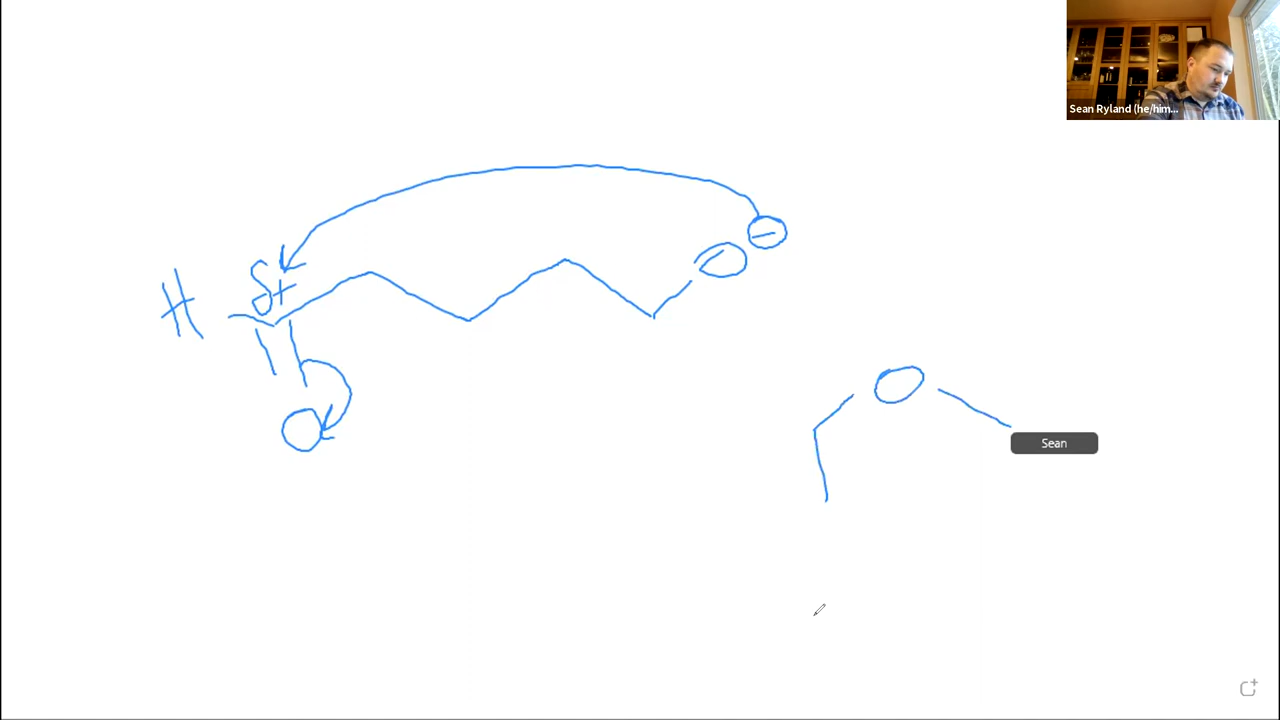 Sean Ryland (he/him...
⊖
O
δ+
H
O
O
Sean